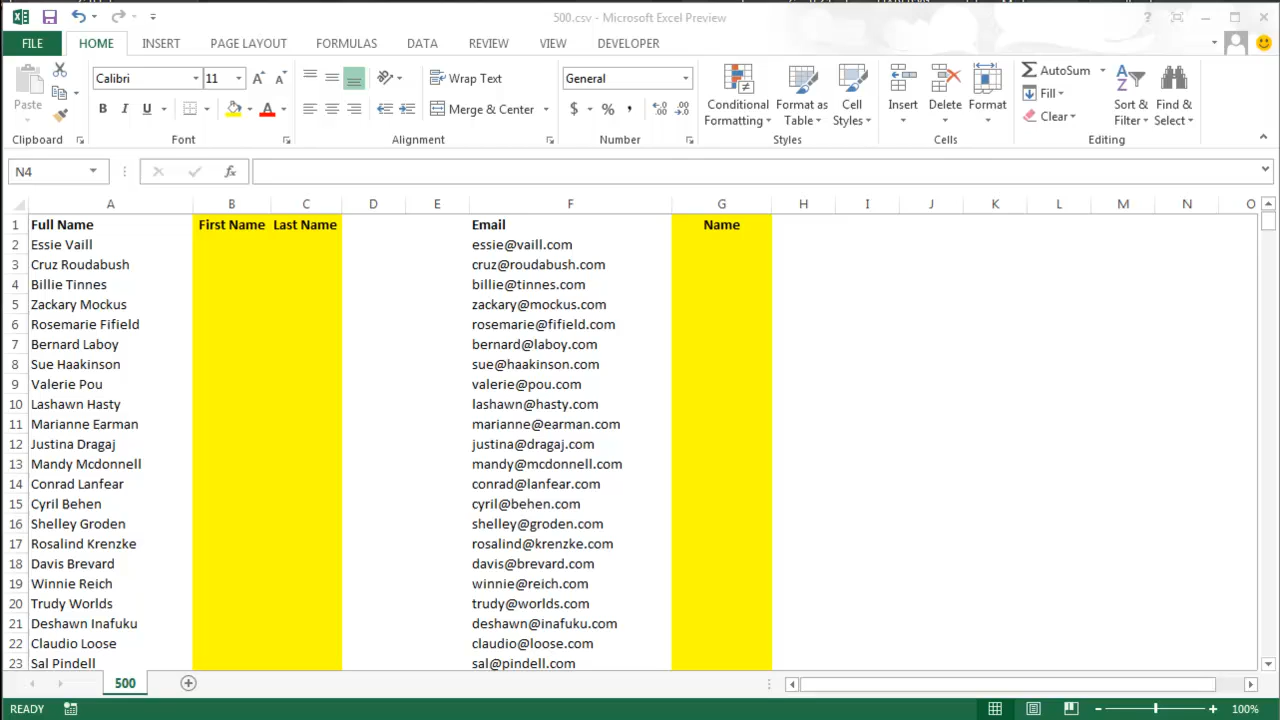 500.csv - Microsoft Excel Preview
FILE HOME INSERT PAGE LAYOUT FORMULAS DATA REVIEW VIEW DEVELOPER
Paste
Clipboard
Calibri 11
B I U A
Font
Wrap Text
Merge & Center
Alignment
General
$ % ,
Number
Conditional Formatting
Format as Table
Cell Styles
Styles
Insert Delete Format
Cells
AutoSum
Fill
Clear
Sort & Filter
Find & Select
Editing
N4 fx
A B C D E F G H I J K L M N O
1 Full Name First Name Last Name Email Name
2 Essie Vaill essie@vaill.com
3 Cruz Roudabush cruz@roudabush.com
4 Billie Tinnes billie@tinnes.com
5 Zackary Mockus zackary@mockus.com
6 Rosemarie Fifield rosemarie@fifield.com
7 Bernard Laboy bernard@laboy.com
8 Sue Haakinson sue@haakinson.com
9 Valerie Pou valerie@pou.com
10 Lashawn Hasty lashawn@hasty.com
11 Marianne Earman marianne@earman.com
12 Justina Dragaj justina@dragaj.com
13 Mandy Mcdonnell mandy@mcdonnell.com
14 Conrad Lanfear conrad@lanfear.com
15 Cyril Behen cyril@behen.com
16 Shelley Groden shelley@groden.com
17 Rosalind Krenzke rosalind@krenzke.com
18 Davis Brevard davis@brevard.com
19 Winnie Reich winnie@reich.com
20 Trudy Worlds trudy@worlds.com
21 Deshawn Inafuku deshawn@inafuku.com
22 Claudio Loose claudio@loose.com
23 Sal Pindell sal@pindell.com
500
READY 100%